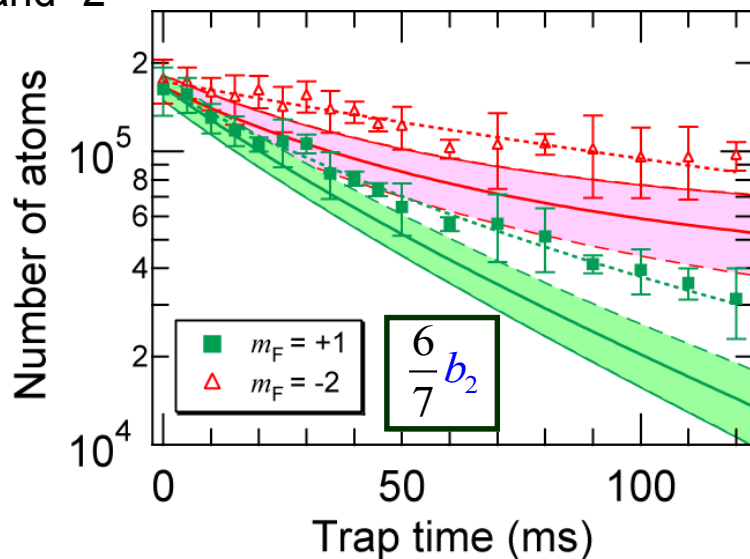 and -2
Number of atoms
2
10^5
8
6
4
2
10^4
m_F = +1
m_F = -2
6/7 b_2
0 50 100
Trap time (ms)